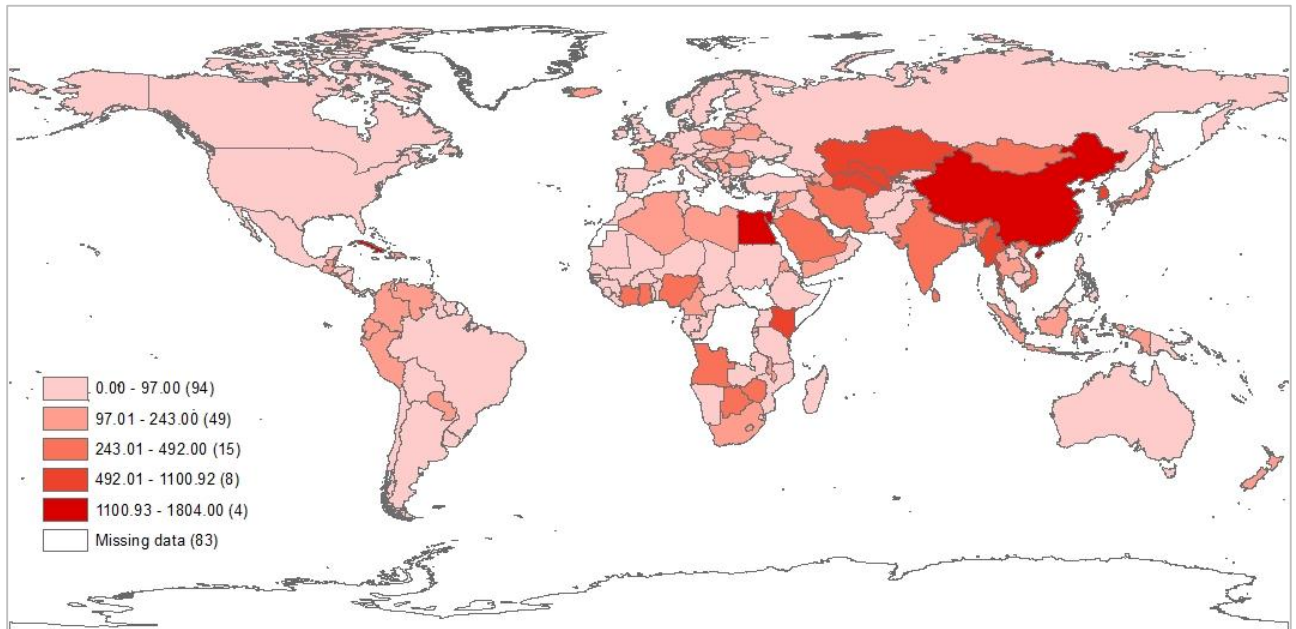 0.00 - 97.00 (94)
97.01 - 243.00 (49)
243.01 - 492.00 (15)
492.01 - 1100.92 (8)
1100.93 - 1804.00 (4)
Missing data (83)